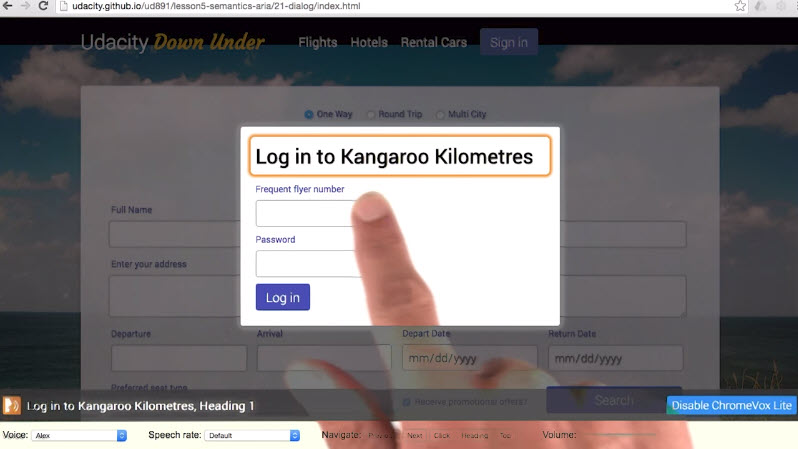 udacity.github.io/ud891/lesson5-semantics-aria/21-dialog/index.html
Udacity Down Under
Flights Hotels Rental Cars Sign in
One Way Round Trip Multi City
Log in to Kangaroo Kilometres
Frequent flyer number
Full Name
Password
Enter your address
Log in
Departure Arrival Depart Date Return Date
mm/dd/yyyy mm/dd/yyyy
Preferred seat type
Receive promotional offers? Search
Log in to Kangaroo Kilometres, Heading 1 Disable ChromeVox Lite
Voice: Alex Speech rate: Default Navigate: Previous Next Click Heading Top Volume: